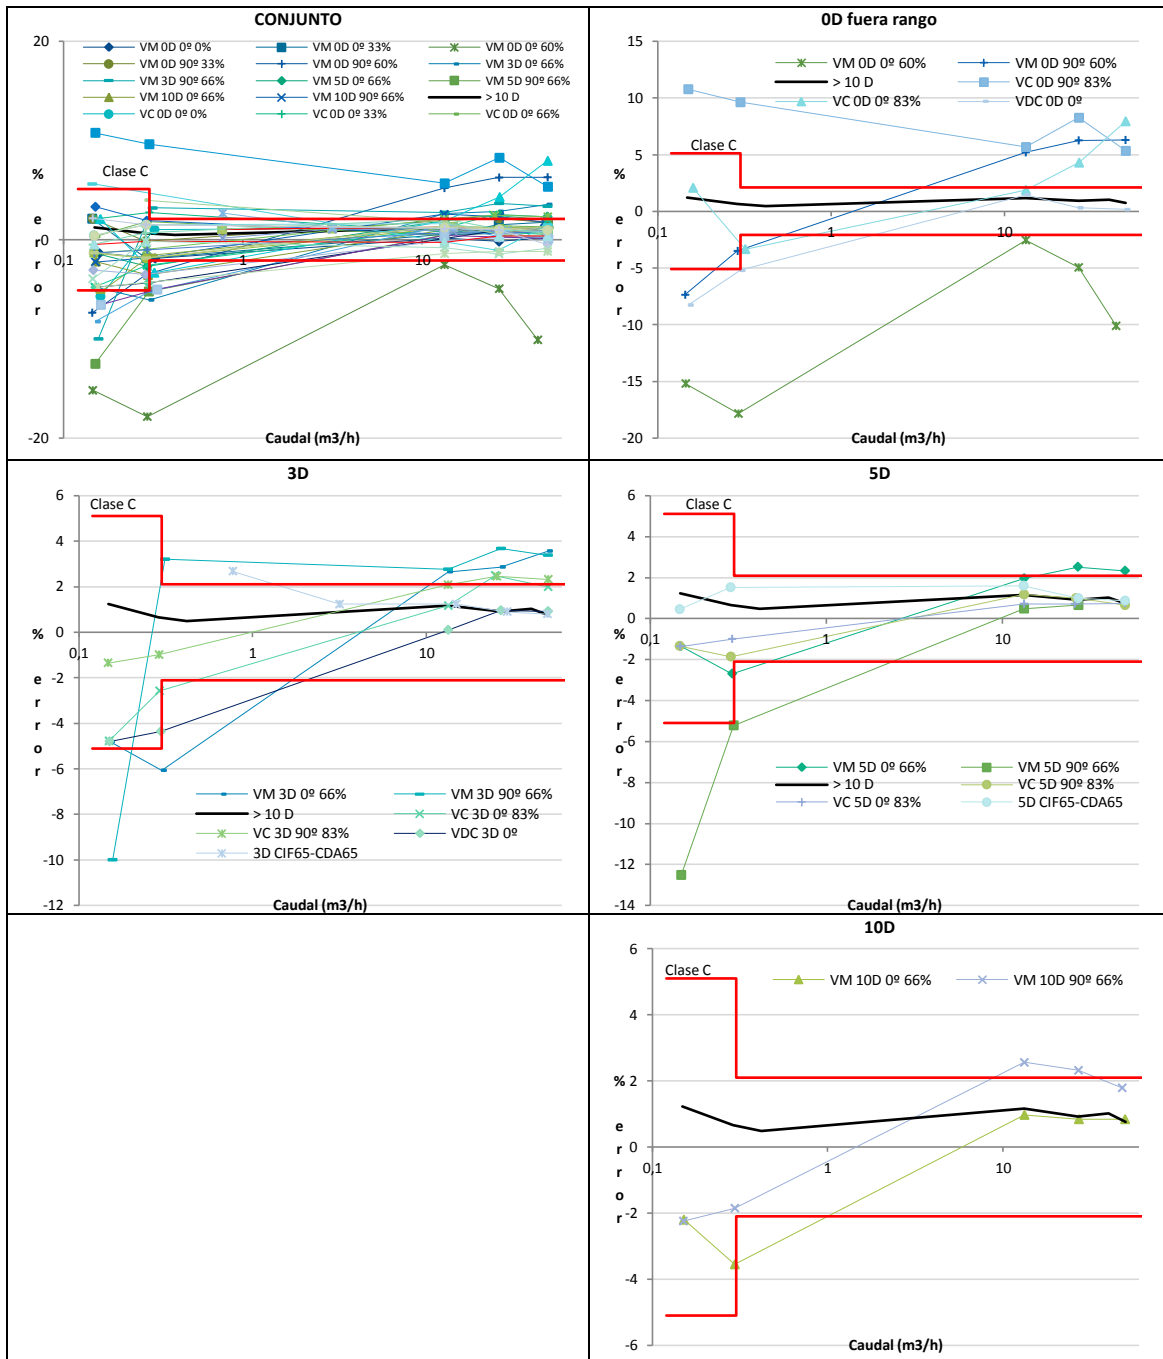 CONJUNTO
20
VM 0D 0º 0%
VM 0D 0º 33%
VM 0D 0º 60%
VM 0D 90º 33%
VM 0D 90º 60%
VM 3D 0º 66%
VM 3D 90º 66%
VM 5D 0º 66%
VM 5D 90º 66%
VM 10D 0º 66%
VM 10D 90º 66%
> 10 D
VC 0D 0º 0%
VC 0D 0º 33%
VC 0D 0º 66%
Clase C
% error
0
0,1
1
10
-20
Caudal (m3/h)
0D fuera rango
15
VM 0D 0º 60%
VM 0D 90º 60%
> 10 D
VC 0D 90º 83%
VC 0D 0º 83%
VDC 0D 0º
10
Clase C
5
% error
0
0,1
1
10
-5
-10
-15
-20
Caudal (m3/h)
3D
6
Clase C
4
2
0
% error
0,1
1
10
-2
-4
-6
-8
-10
-12
VM 3D 0º 66%
VM 3D 90º 66%
> 10 D
VC 3D 0º 83%
VC 3D 90º 83%
VDC 3D 0º
3D CIF65-CDA65
Caudal (m3/h)
5D
6
Clase C
4
2
0
% error
0,1
1
10
-2
-4
-6
-8
-10
-12
-14
VM 5D 0º 66%
VM 5D 90º 66%
> 10 D
VC 5D 90º 83%
VC 5D 0º 83%
5D CIF65-CDA65
Caudal (m3/h)
10D
6
Clase C
VM 10D 0º 66%
VM 10D 90º 66%
4
2
% error
0
0,1
1
10
-2
-4
-6
Caudal (m3/h)